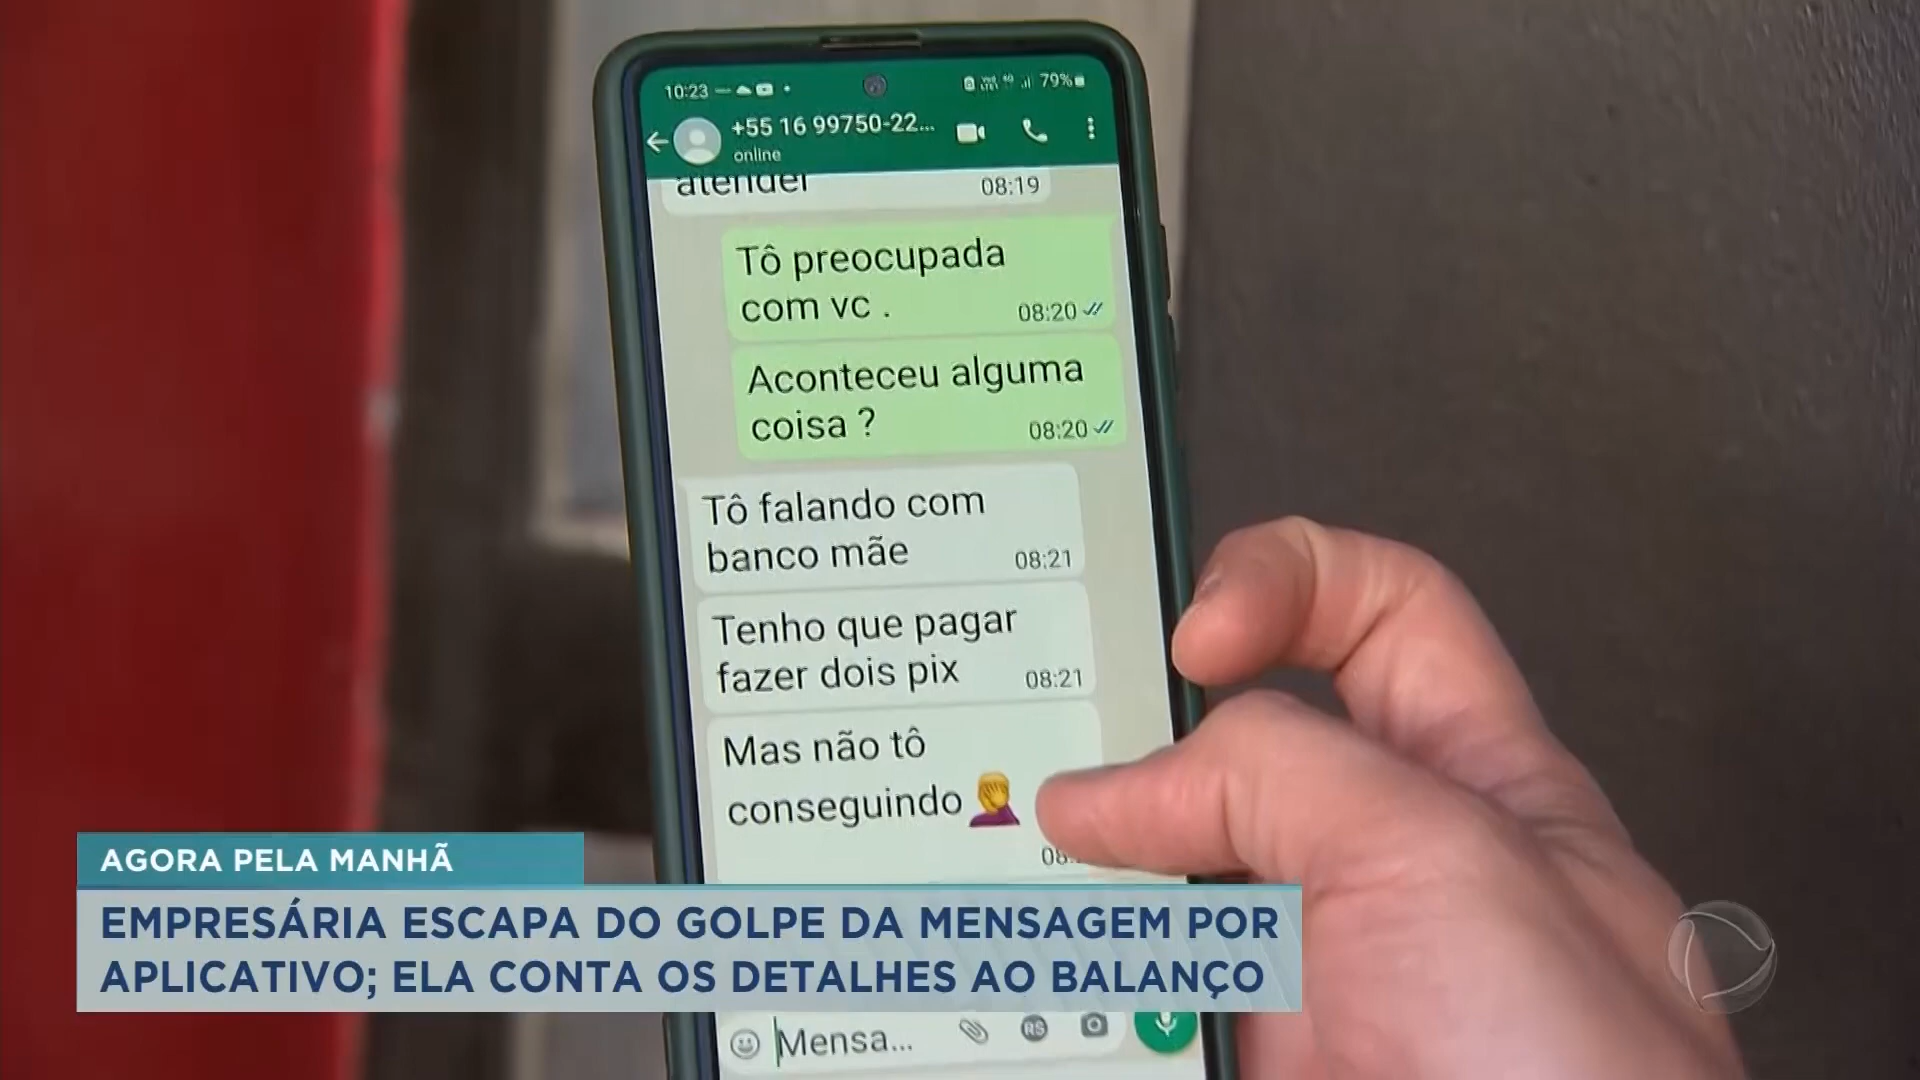 10:23
79%
+55 16 99750-22...
online
atender
08:19
Tô preocupada
com vc .
08:20
Aconteceu alguma
coisa ?
08:20
Tô falando com
banco mãe
08:21
Tenho que pagar
fazer dois pix
08:21
Mas não tô
conseguindo🤦
08:
AGORA PELA MANHÃ
EMPRESÁRIA ESCAPA DO GOLPE DA MENSAGEM POR
APLICATIVO; ELA CONTA OS DETALHES AO BALANÇO
Mensa...
R$